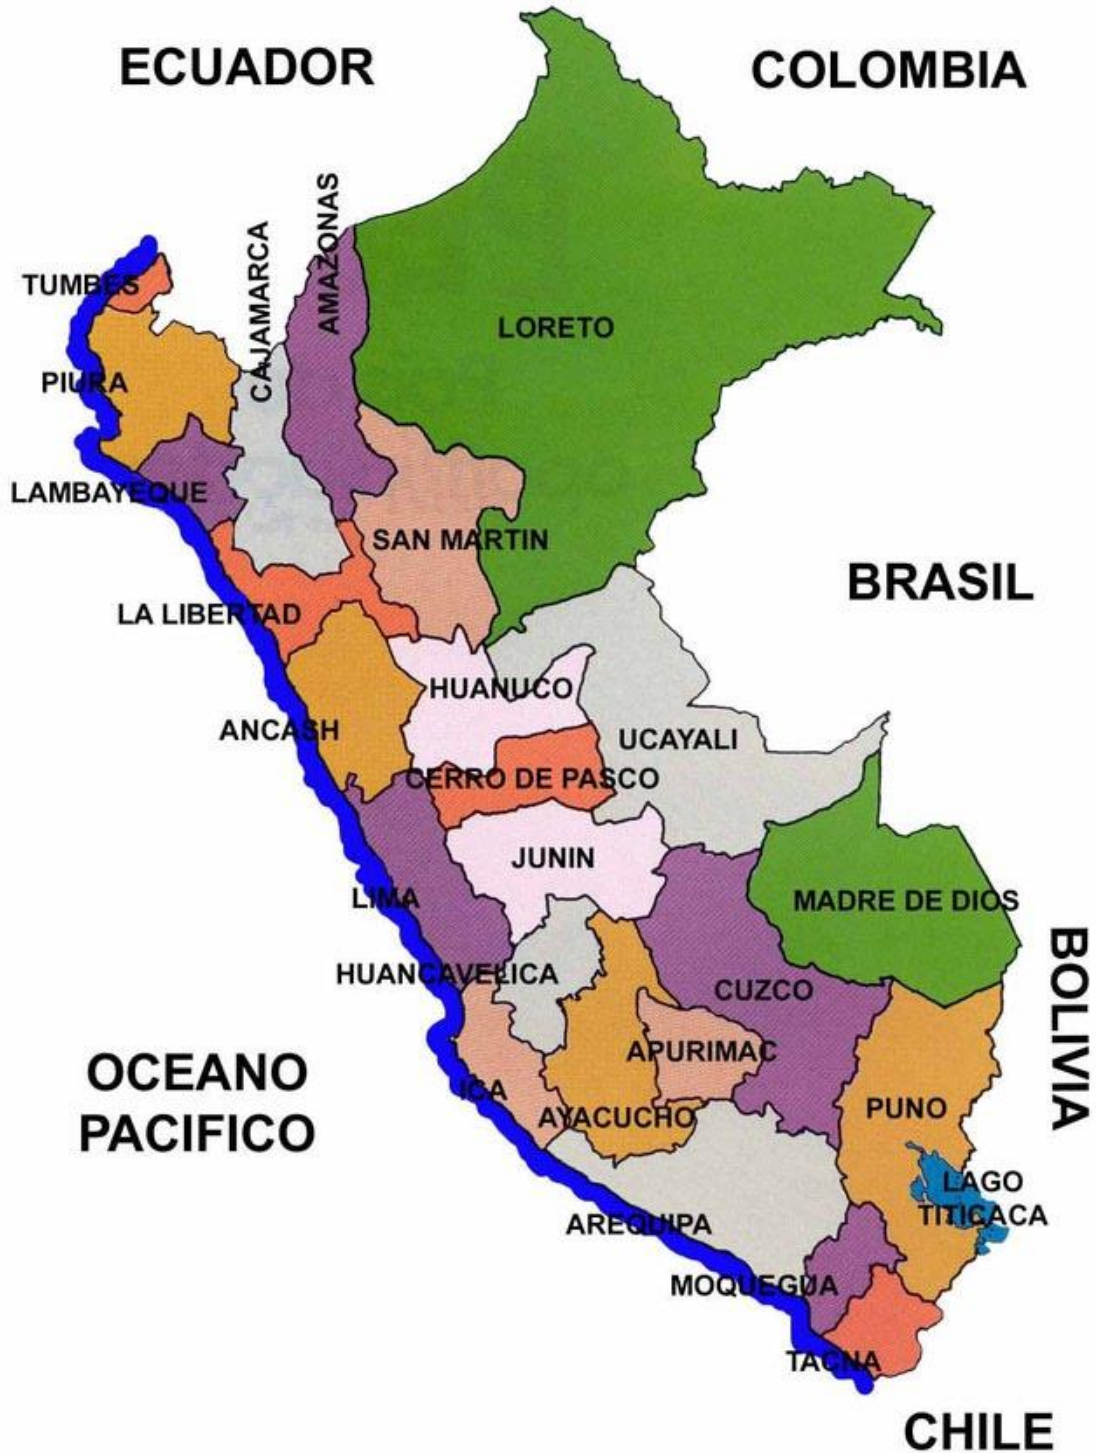 ECUADOR
COLOMBIA
AMAZONAS
CAJAMARCA
TUMBES
LORETO
PIURA
LAMBAYEQUE
SAN MARTIN
BRASIL
LA LIBERTAD
HUANUCO
ANCASH
UCAYALI
CERRO DE PASCO
JUNIN
LIMA
MADRE DE DIOS
HUANCAVELICA
CUZCO
BOLIVIA
OCEANO
PACIFICO
APURIMAC
ICA
AYACUCHO
PUNO
LAGO
TITICACA
AREQUIPA
MOQUEGUA
TACNA
CHILE